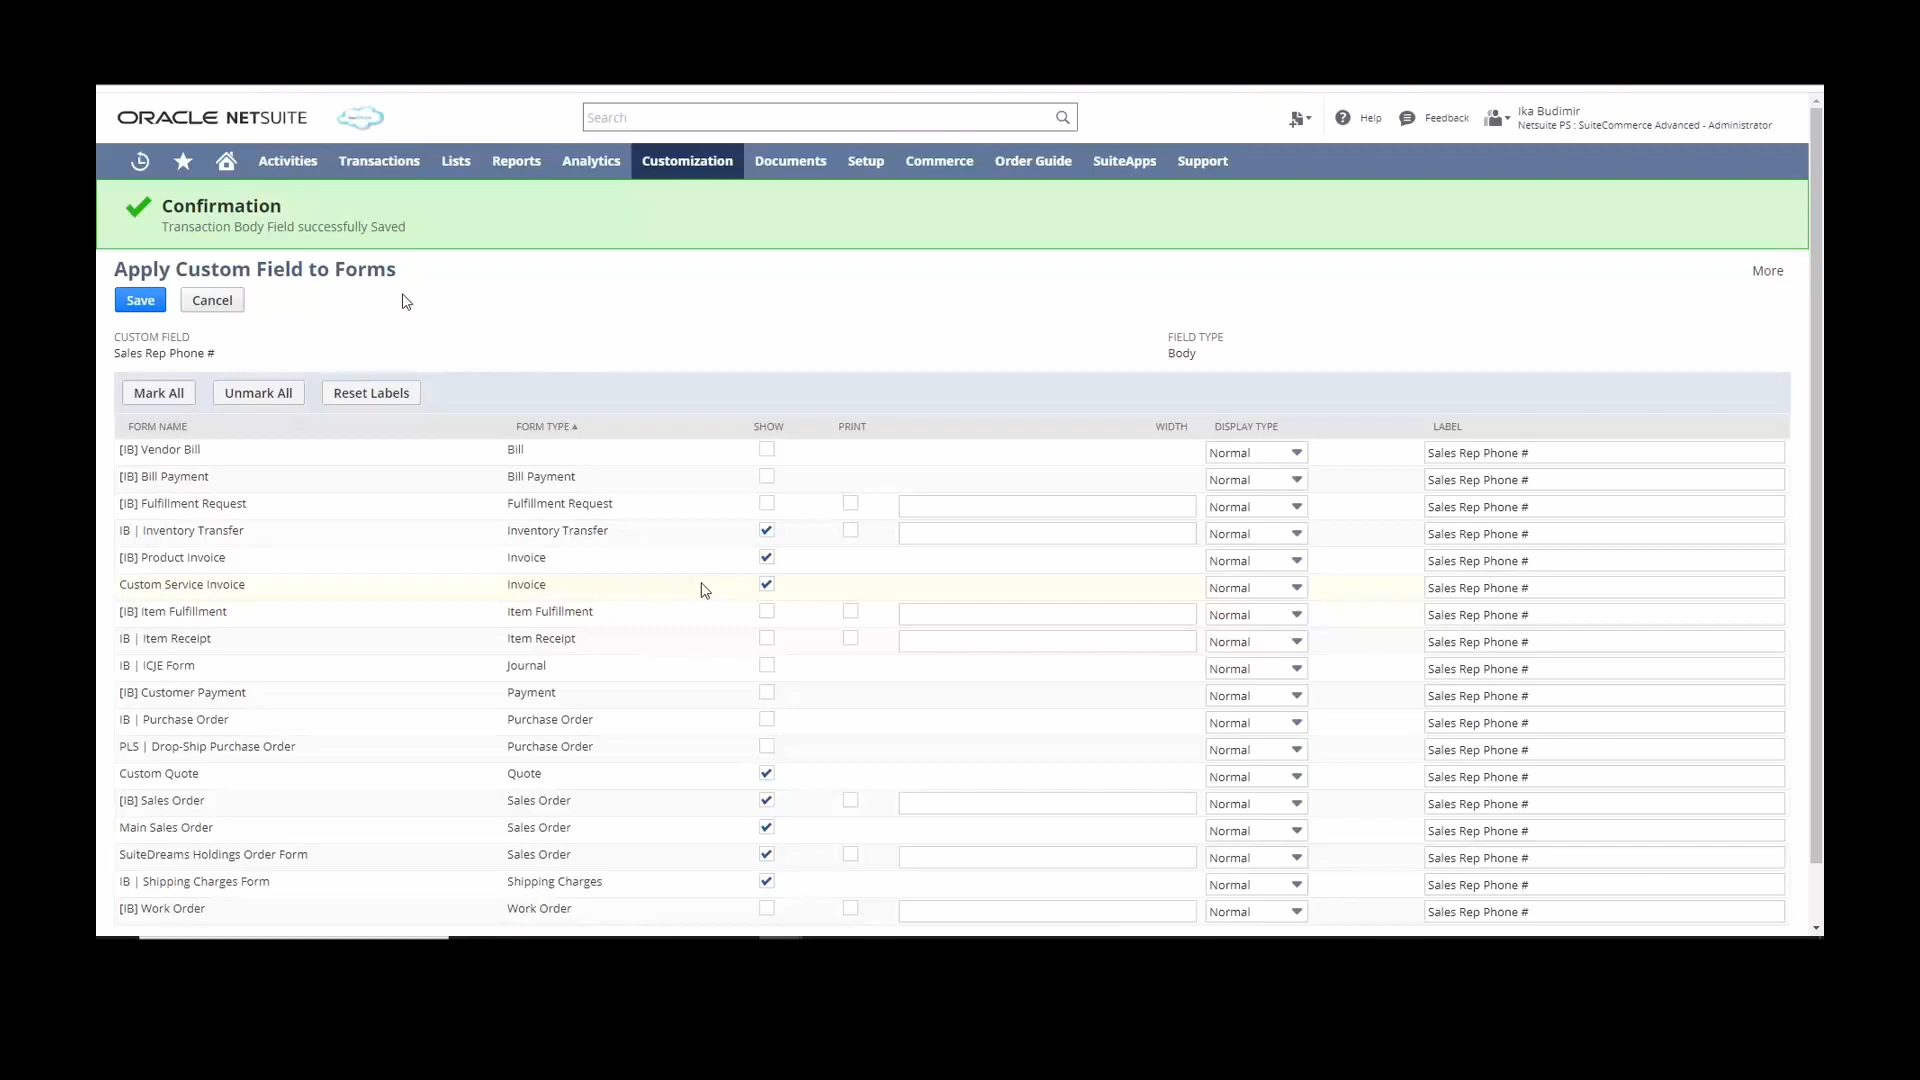 ORACLE NETSUITE
Search
Help
Feedback
Ika Budimir
Netsuite PS : SuiteCommerce Advanced - Administrator
Activities Transactions Lists Reports Analytics Customization Documents Setup Commerce Order Guide SuiteApps Support
Confirmation
Transaction Body Field successfully Saved
Apply Custom Field to Forms
More
Save Cancel
CUSTOM FIELD FIELD TYPE
Sales Rep Phone # Body
Mark All Unmark All Reset Labels
FORM NAME FORM TYPE SHOW PRINT WIDTH DISPLAY TYPE LABEL
[IB] Vendor Bill Bill Normal Sales Rep Phone #
[IB] Bill Payment Bill Payment Normal Sales Rep Phone #
[IB] Fulfillment Request Fulfillment Request Normal Sales Rep Phone #
IB | Inventory Transfer Inventory Transfer Normal Sales Rep Phone #
[IB] Product Invoice Invoice Normal Sales Rep Phone #
Custom Service Invoice Invoice Normal Sales Rep Phone #
[IB] Item Fulfillment Item Fulfillment Normal Sales Rep Phone #
IB | Item Receipt Item Receipt Normal Sales Rep Phone #
IB | ICJE Form Journal Normal Sales Rep Phone #
[IB] Customer Payment Payment Normal Sales Rep Phone #
IB | Purchase Order Purchase Order Normal Sales Rep Phone #
PLS | Drop-Ship Purchase Order Purchase Order Normal Sales Rep Phone #
Custom Quote Quote Normal Sales Rep Phone #
[IB] Sales Order Sales Order Normal Sales Rep Phone #
Main Sales Order Sales Order Normal Sales Rep Phone #
SuiteDreams Holdings Order Form Sales Order Normal Sales Rep Phone #
IB | Shipping Charges Form Shipping Charges Normal Sales Rep Phone #
[IB] Work Order Work Order Normal Sales Rep Phone #